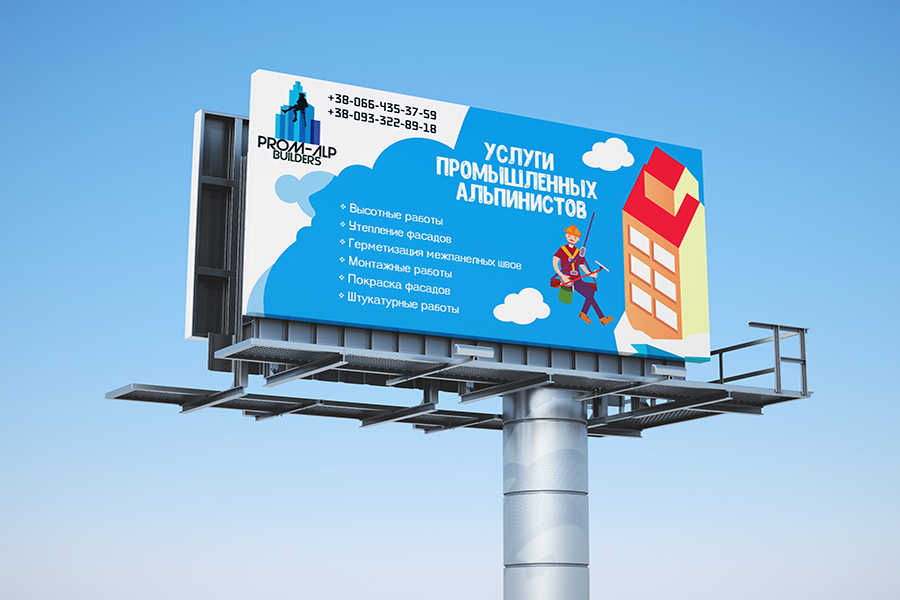 +38-066-435-37-59
+38-093-322-89-18
PROM-ALP
BUILDERS
УСЛУГИ
ПРОМЫШЛЕННЫХ
АЛЬПИНИСТОВ
Высотные работы
Утепление фасадов
Герметизация межпанелных швов
Монтажные работы
Покраска фасадов
Штукатурные работы